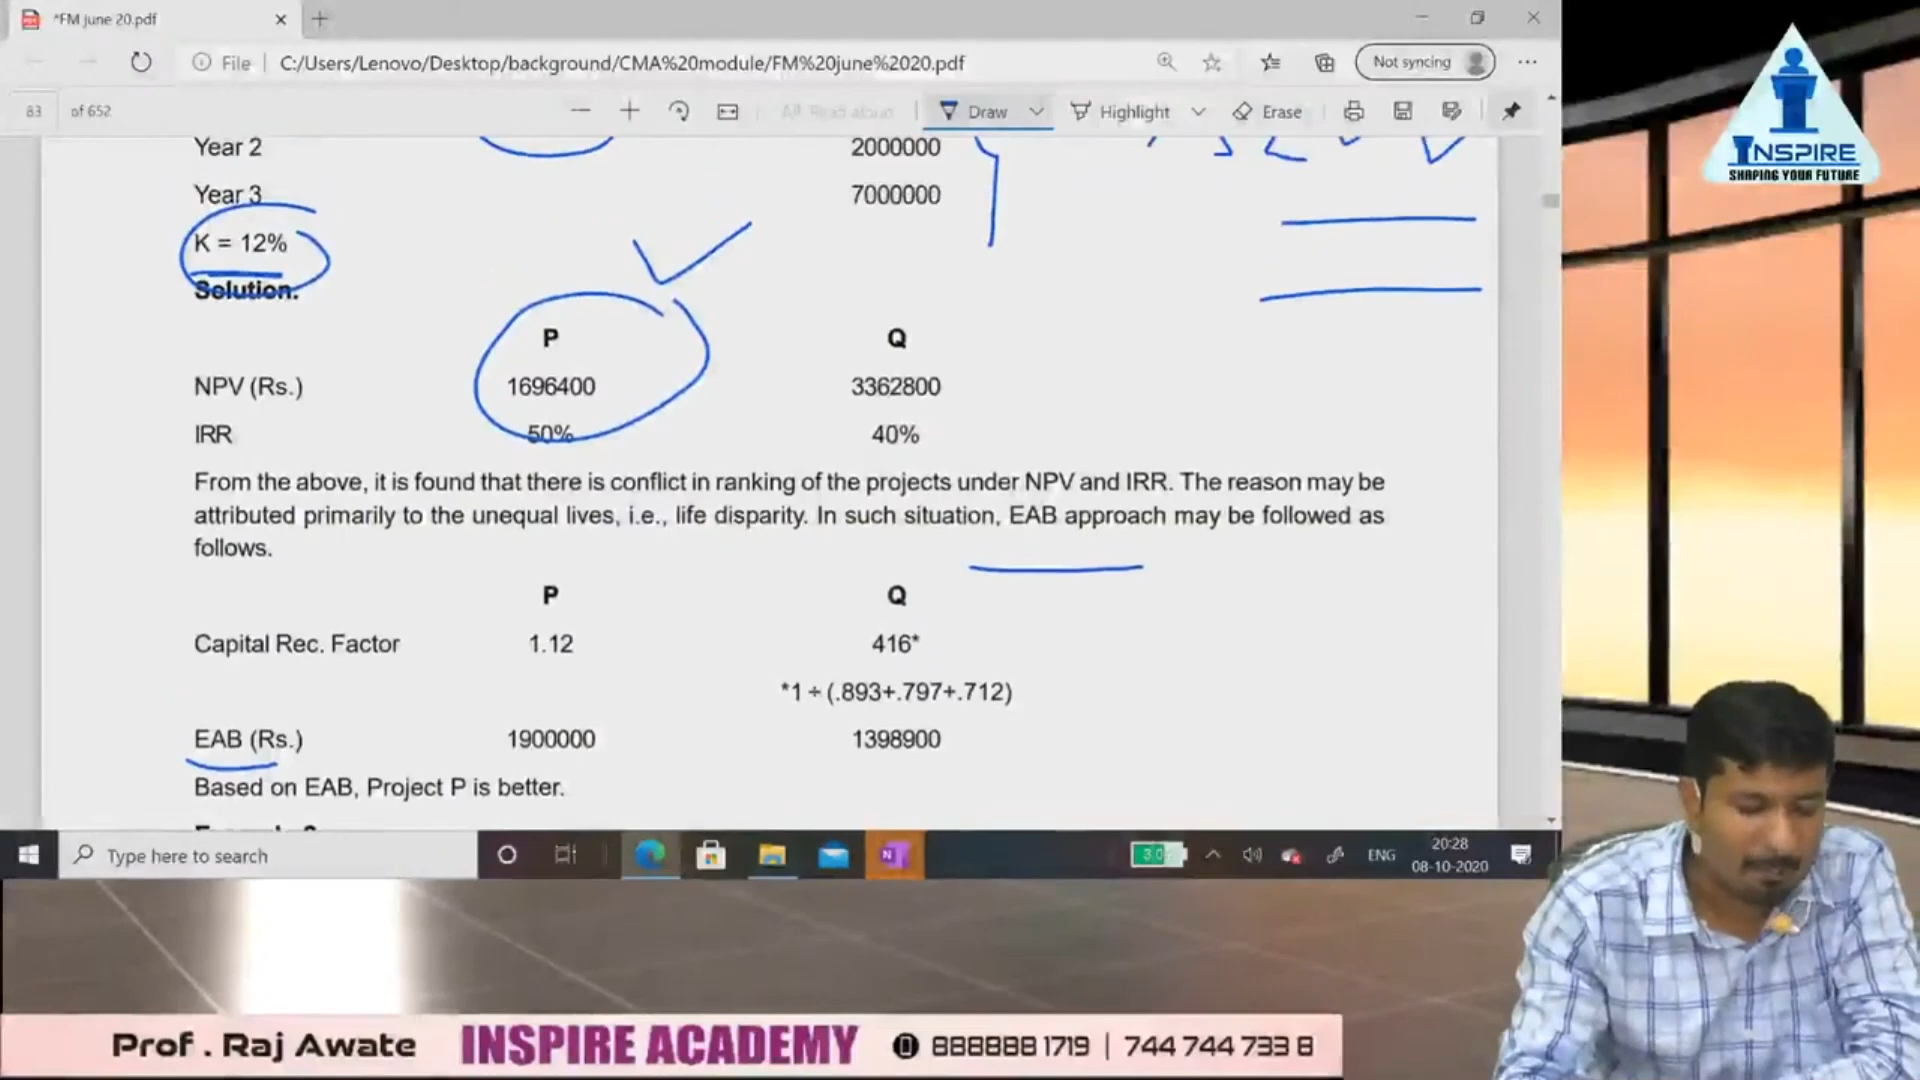 *FM june 20.pdf
File
C:/Users/Lenovo/Desktop/background/CMA%20module/FM%20june%2020.pdf
Not syncing
83 of 652
Read aloud
Draw
Highlight
Erase
Year 2 2000000
Year 3 7000000
K = 12%
Solution.
P Q
NPV (Rs.) 1696400 3362800
IRR 50% 40%
From the above, it is found that there is conflict in ranking of the projects under NPV and IRR. The reason may be
attributed primarily to the unequal lives, i.e., life disparity. In such situation, EAB approach may be followed as
follows.
P Q
Capital Rec. Factor 1.12 416*
*1 ÷ (.893+.797+.712)
EAB (Rs.) 1900000 1398900
Based on EAB, Project P is better.
Type here to search
ENG
20:28
08-10-2020
INSPIRE
SHAPING YOUR FUTURE
Prof . Raj Awate INSPIRE ACADEMY 888888 1719 | 744 744 733 8